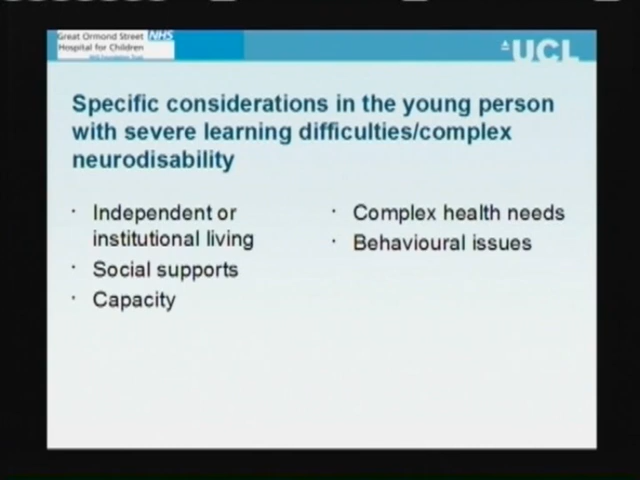 Great Ormond Street NHS
Hospital for Children
UCL
Specific considerations in the young person
with severe learning difficulties/complex
neurodisability
· Independent or
institutional living
· Social supports
· Capacity
· Complex health needs
· Behavioural issues